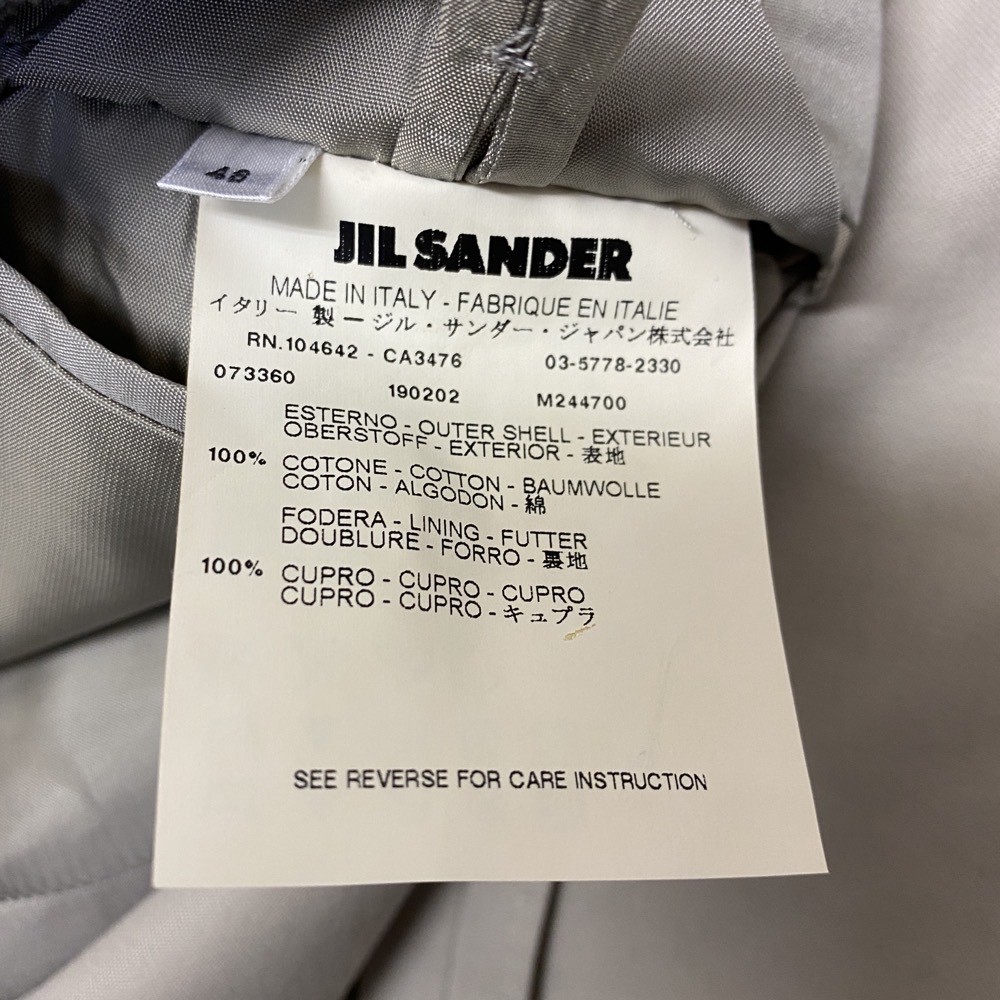 48
JIL SANDER
MADE IN ITALY - FABRIQUE EN ITALIE
イタリー 製 ー ジル・サンダー・ジャパン株式会社
RN.104642 - CA3476 03-5778-2330
073360 190202 M244700
ESTERNO - OUTER SHELL - EXTERIEUR
OBERSTOFF - EXTERIOR - 表地
100% COTONE - COTTON - BAUMWOLLE
COTON - ALGODON - 綿
FODERA - LINING - FUTTER
DOUBLURE - FORRO - 裏地
100% CUPRO - CUPRO - CUPRO
CUPRO - CUPRO - キュプラ
SEE REVERSE FOR CARE INSTRUCTION